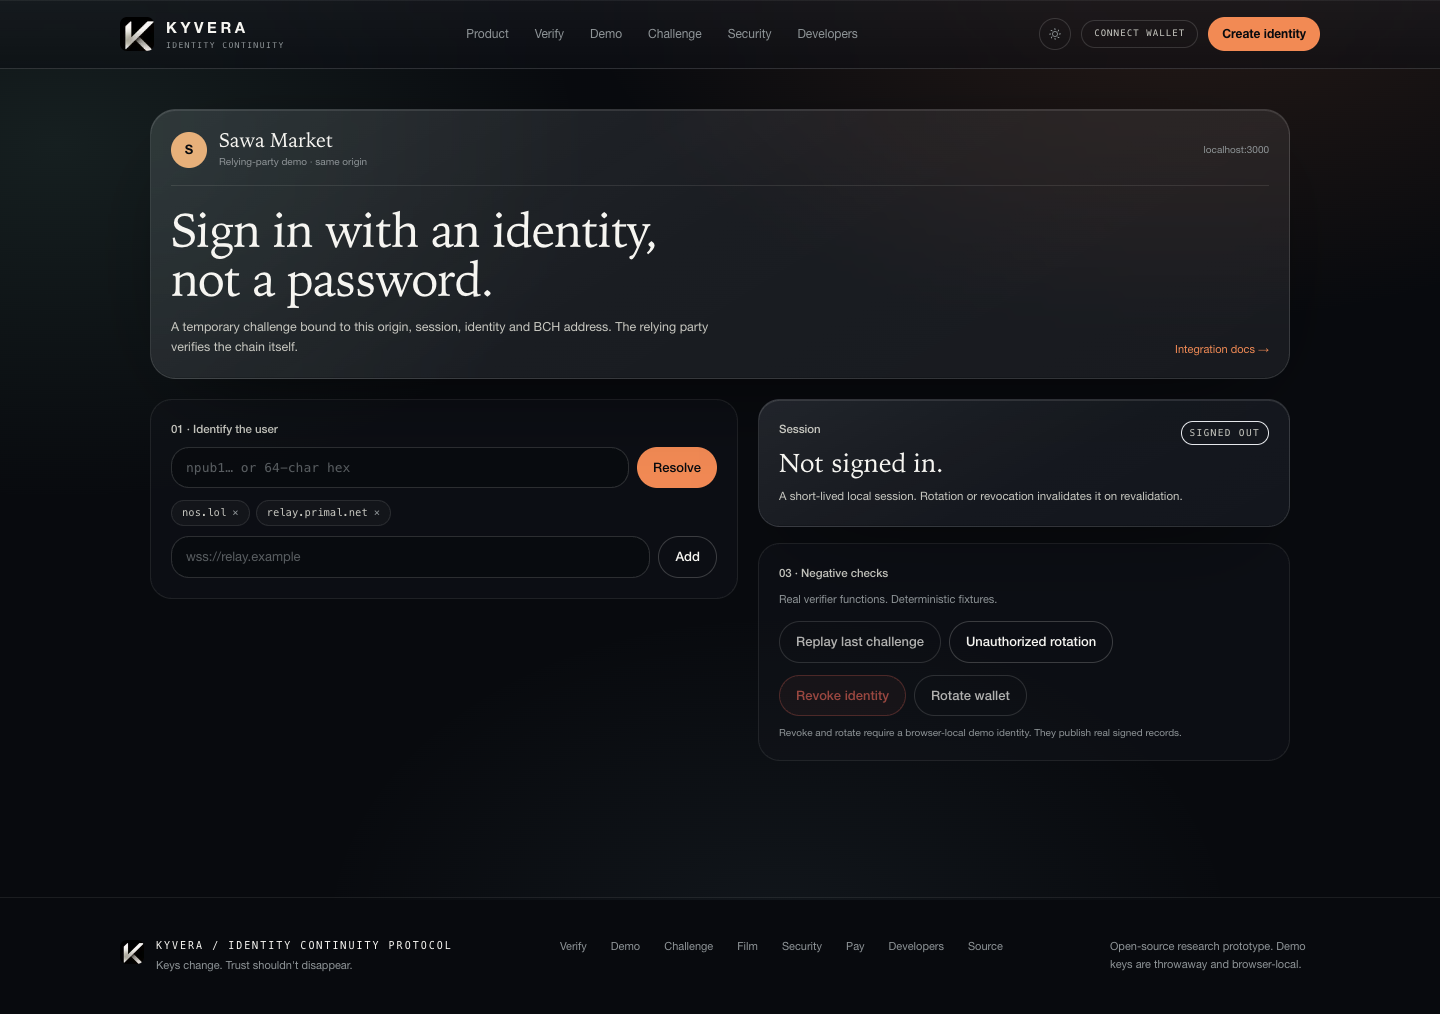 KYVERA
IDENTITY CONTINUITY
Product
Verify
Demo
Challenge
Security
Developers
CONNECT WALLET
Create identity
S
Sawa Market
Relying-party demo · same origin
localhost:3000
Sign in with an identity,
not a password.
A temporary challenge bound to this origin, session, identity and BCH address. The relying party
verifies the chain itself.
Integration docs →
01 · Identify the user
npub1… or 64-char hex
Resolve
nos.lol ×
relay.primal.net ×
wss://relay.example
Add
Session
SIGNED OUT
Not signed in.
A short-lived local session. Rotation or revocation invalidates it on revalidation.
03 · Negative checks
Real verifier functions. Deterministic fixtures.
Replay last challenge
Unauthorized rotation
Revoke identity
Rotate wallet
Revoke and rotate require a browser-local demo identity. They publish real signed records.
KYVERA / IDENTITY CONTINUITY PROTOCOL
Keys change. Trust shouldn't disappear.
Verify
Demo
Challenge
Film
Security
Pay
Developers
Source
Open-source research prototype. Demo
keys are throwaway and browser-local.